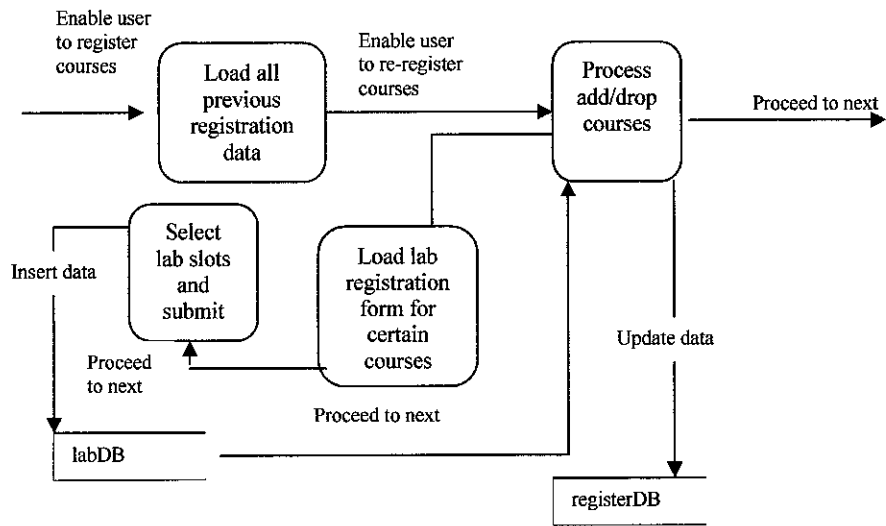 Enable user
to register
courses
Load all
previous
registration
data
Enable user
to re-register
courses
Process
add/drop
courses
Proceed to next
Insert data
Select
lab slots
and
submit
Load lab
registration
form for
certain
courses
Update data
Proceed
to next
Proceed to next
labDB
registerDB